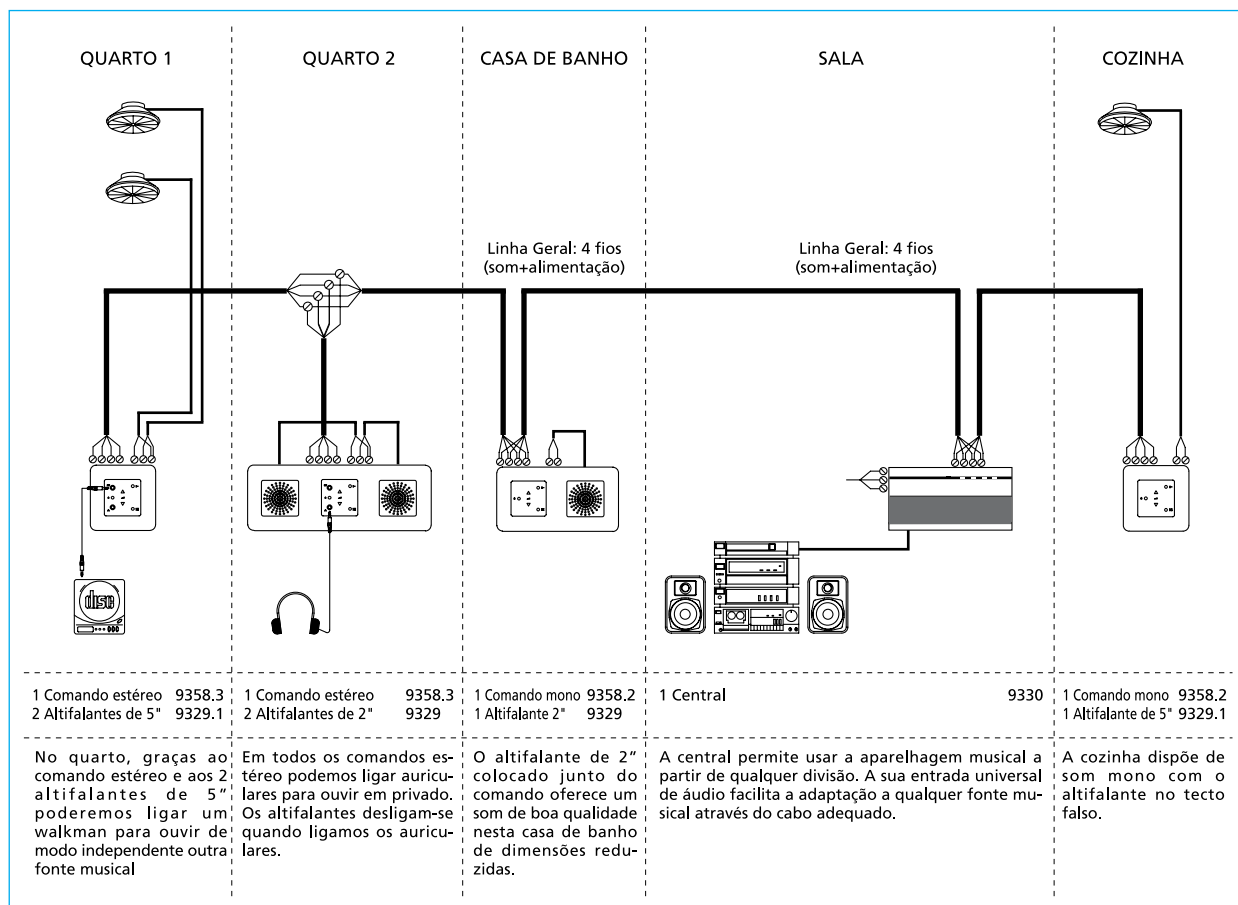 QUARTO 1
QUARTO 2
CASA DE BANHO
SALA
COZINHA
Linha Geral: 4 fios
(som+alimentação)
Linha Geral: 4 fios
(som+alimentação)
disc
1 Comando estéreo 9358.3
2 Altifalantes de 5" 9329.1
1 Comando estéreo 9358.3
2 Altifalantes de 2" 9329
1 Comando mono 9358.2
1 Altifalante 2" 9329
1 Central 9330
1 Comando mono 9358.2
1 Altifalante de 5" 9329.1
No quarto, graças ao
comando estéreo e aos 2
altifalantes de 5”
poderemos ligar um
walkman para ouvir de
modo independente outra
fonte musical
Em todos os comandos es-
téreo podemos ligar auricu-
lares para ouvir em privado.
Os altifalantes desligam-se
quando ligamos os auricu-
lares.
O altifalante de 2”
colocado junto do
comando oferece um
som de boa qualidade
nesta casa de banho
de dimensões redu-
zidas.
A central permite usar a aparelhagem musical a
partir de qualquer divisão. A sua entrada universal
de áudio facilita a adaptação a qualquer fonte mu-
sical através do cabo adequado.
A cozinha dispõe de
som mono com o
altifalante no tecto
falso.